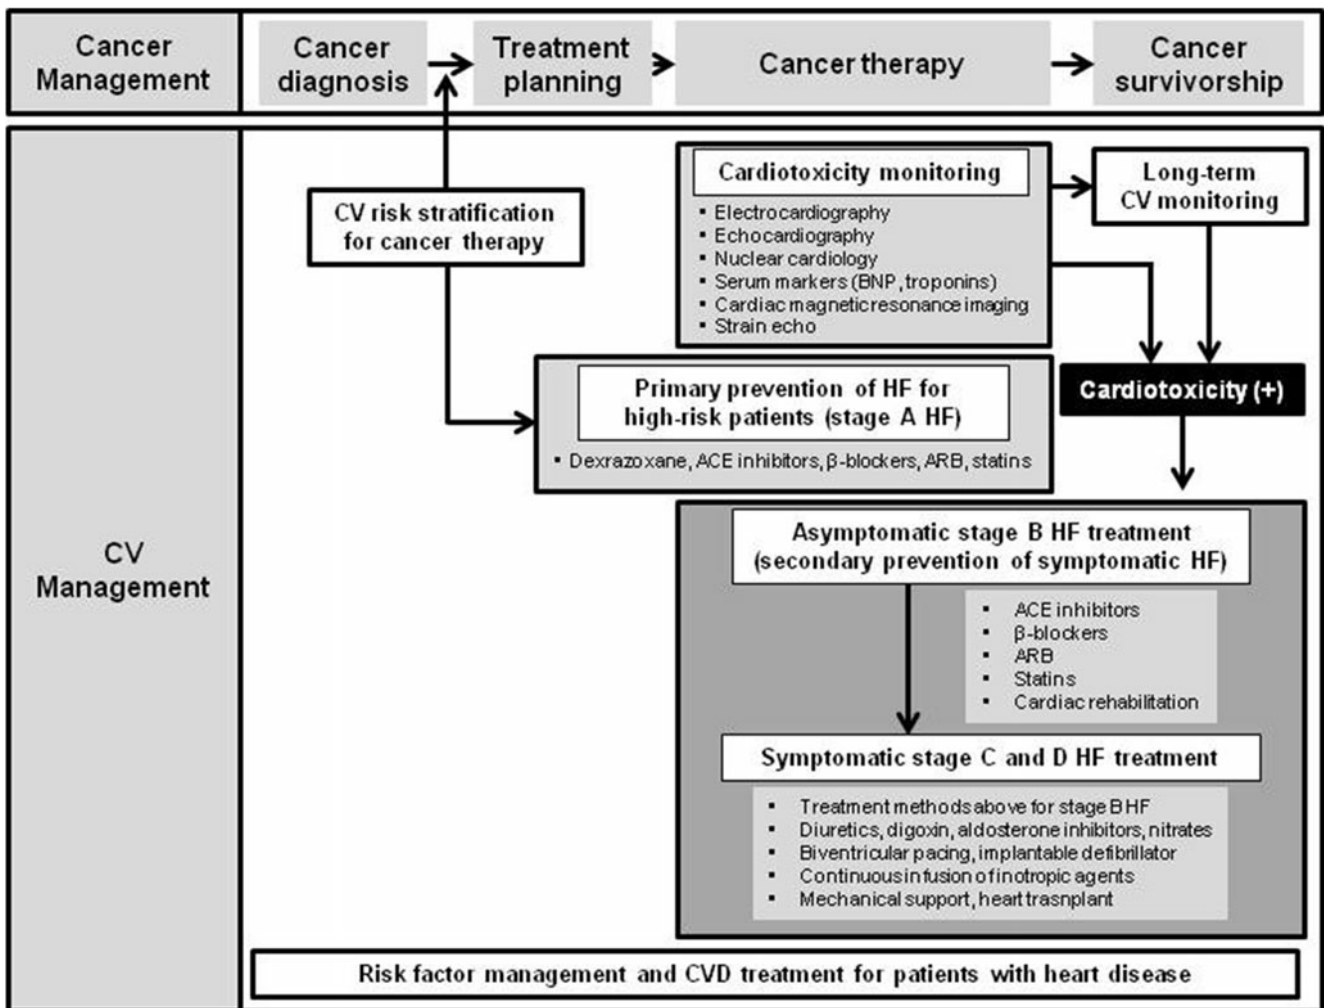 Cancer
Management
Cancer
diagnosis
Treatment
planning
Cancer therapy
Cancer
survivorship
CV
Management
CV risk stratification
for cancer therapy
Cardiotoxicity monitoring
▪ Electrocardiography
▪ Echocardiography
▪ Nuclear cardiology
▪ Serum markers (BNP, troponins)
▪ Cardiac magnetic resonance imaging
▪ Strain echo
Long-term
CV monitoring
Primary prevention of HF for
high-risk patients (stage A HF)
▪ Dexrazoxane, ACE inhibitors, β-blockers, ARB, statins
Cardiotoxicity (+)
Asymptomatic stage B HF treatment
(secondary prevention of symptomatic HF)
▪ ACE inhibitors
▪ β-blockers
▪ ARB
▪ Statins
▪ Cardiac rehabilitation
Symptomatic stage C and D HF treatment
▪ Treatment methods above for stage B HF
▪ Diuretics, digoxin, aldosterone inhibitors, nitrates
▪ Biventricular pacing, implantable defibrillator
▪ Continuous infusion of inotropic agents
▪ Mechanical support, heart trasnplant
Risk factor management and CVD treatment for patients with heart disease